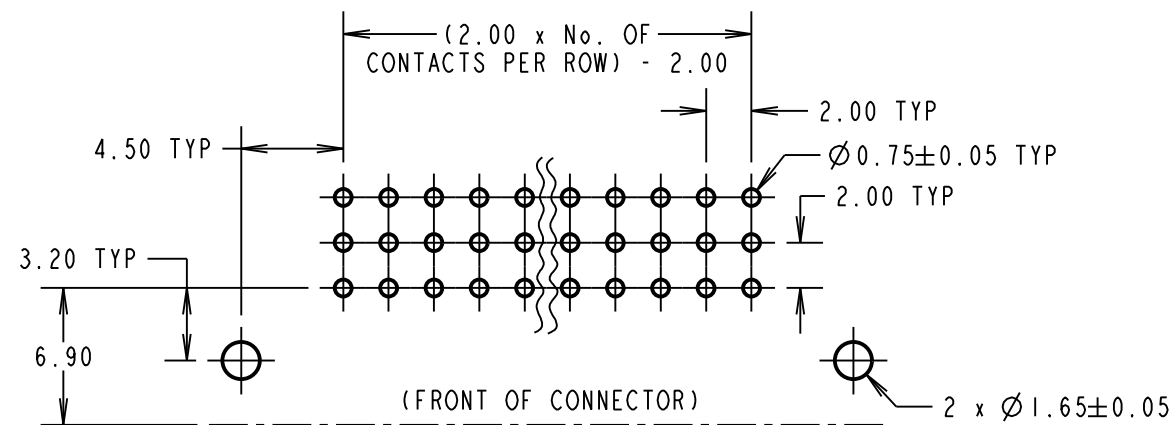 (2.00 x No. OF
CONTACTS PER ROW) - 2.00
2.00 TYP
4.50 TYP
Ø0.75±0.05 TYP
2.00 TYP
3.20 TYP
6.90
(FRONT OF CONNECTOR)
2 x Ø1.65±0.05